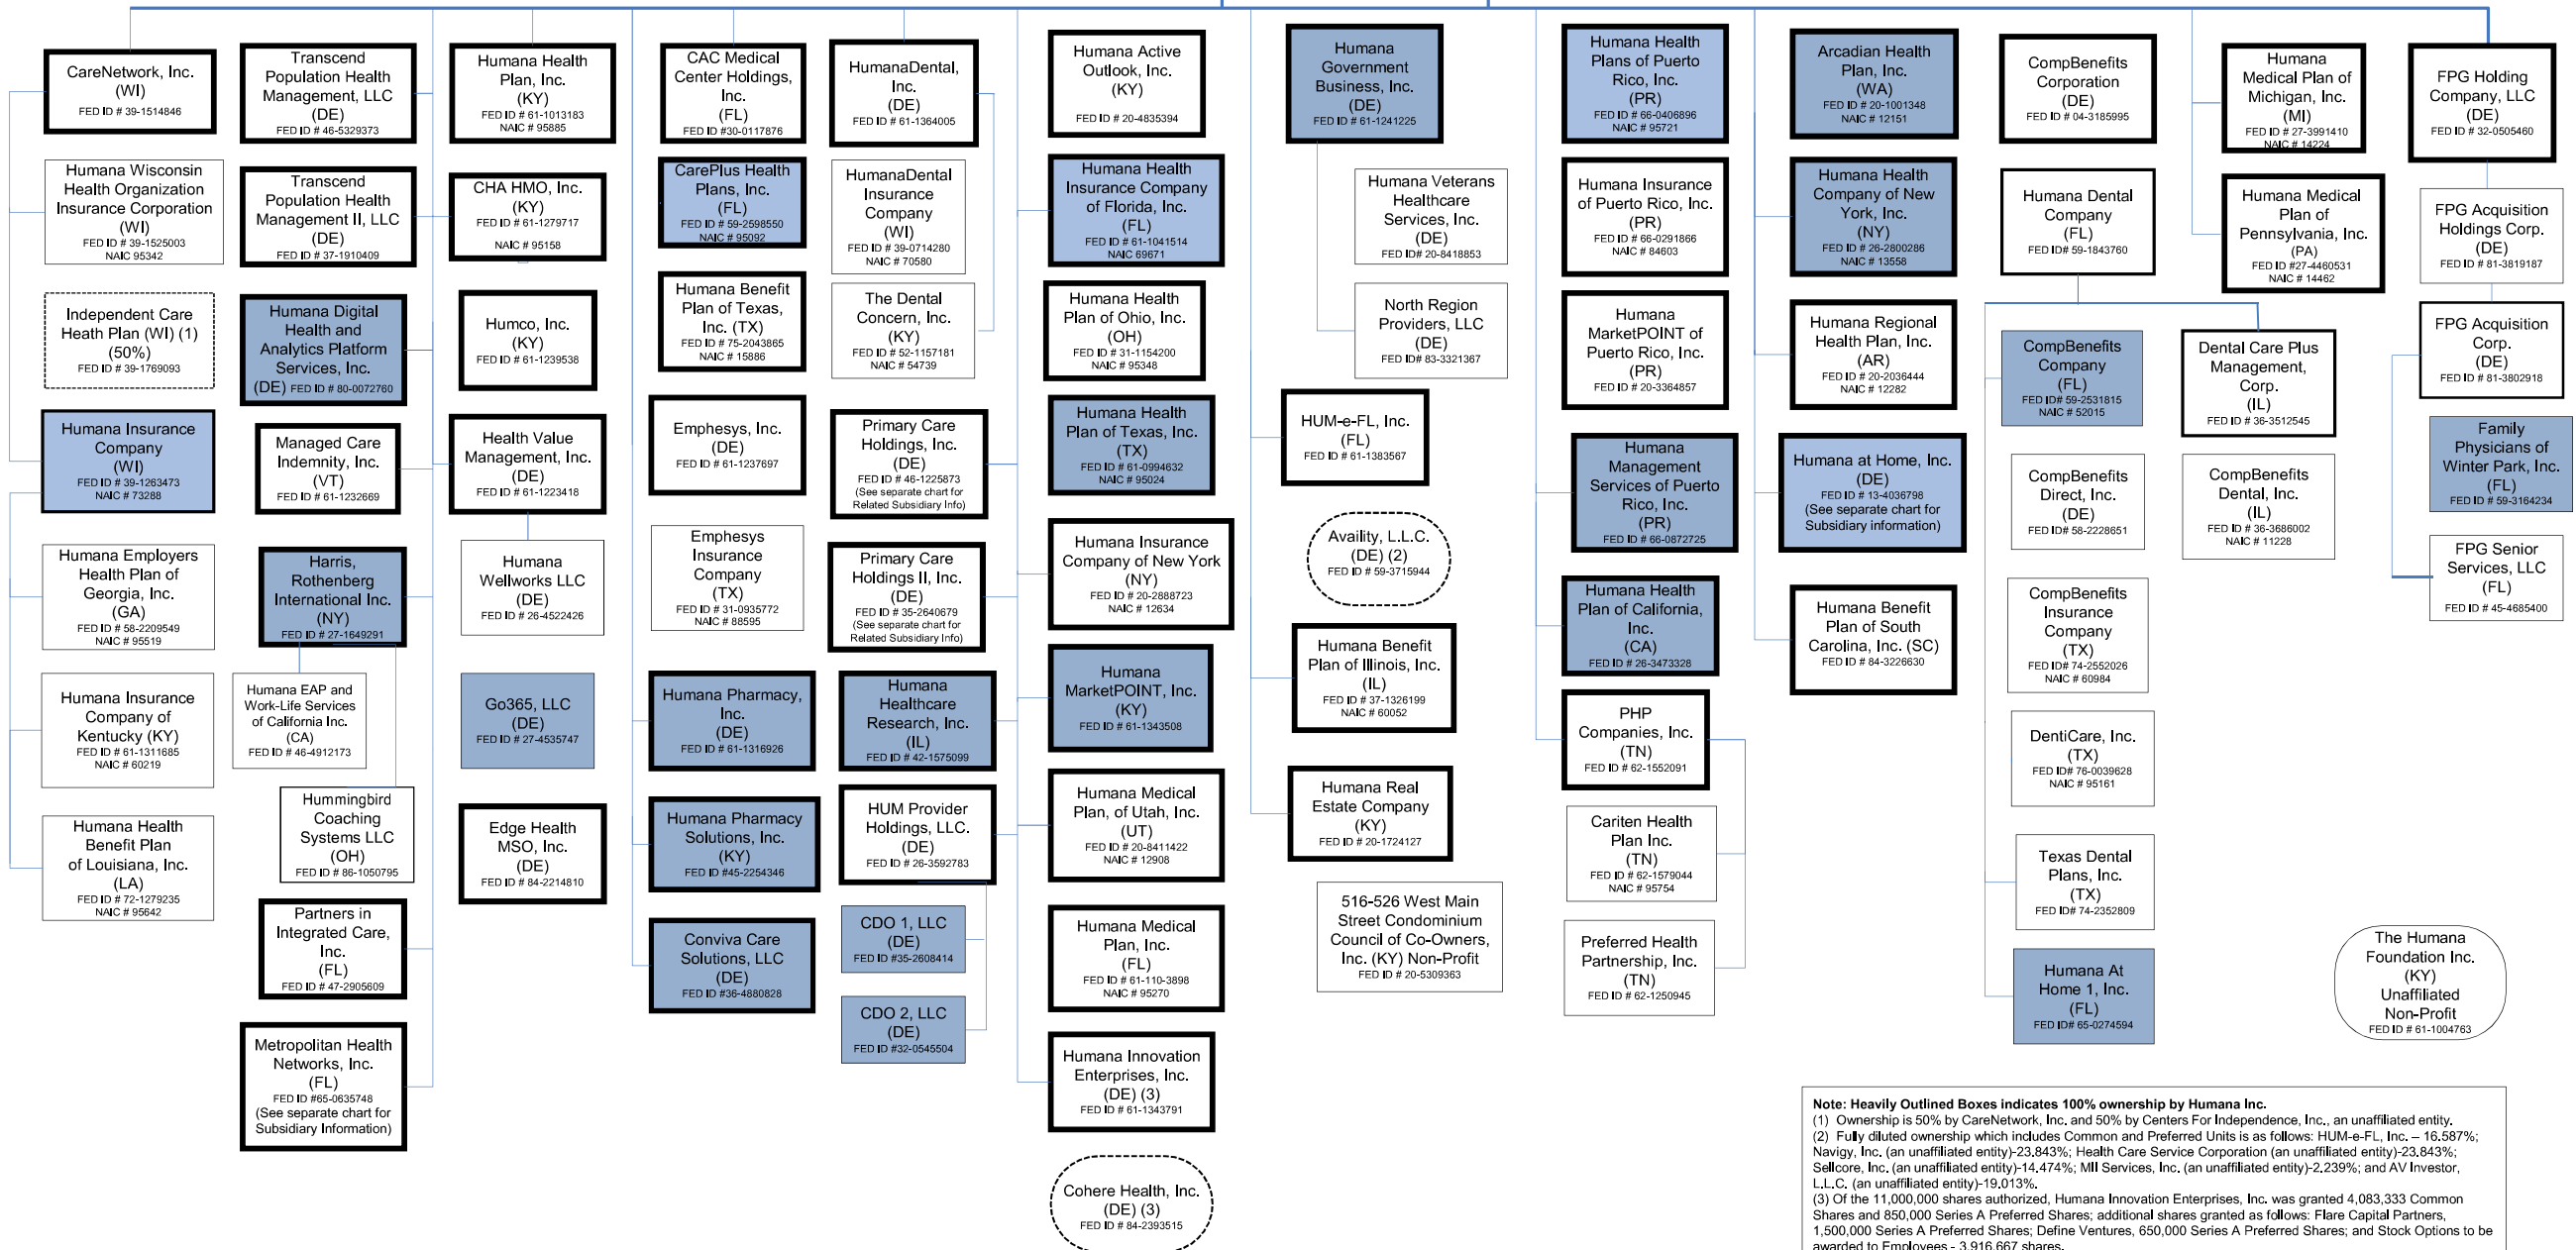 CareNetwork, Inc.
(WI)
FED ID # 39-1514846
Humana Wisconsin
Health Organization
Insurance Corporation
(WI)
FED ID # 39-1525003
NAIC 95342
Independent Care
Heath Plan (WI) (1)
(50%)
FED ID # 39-1769093
Humana Insurance
Company
(WI)
FED ID # 39-1263473
NAIC # 73288
Humana Employers
Health Plan of
Georgia, Inc.
(GA)
FED ID # 58-2209549
NAIC # 95519
Humana Insurance
Company of
Kentucky (KY)
FED ID # 61-1311685
NAIC # 60219
Humana Health
Benefit Plan
of Louisiana, Inc.
(LA)
FED ID # 72-1279235
NAIC # 95642
Transcend
Population Health
Management, LLC
(DE)
FED ID # 46-5329373
Transcend
Population Health
Management II, LLC
(DE)
FED ID # 37-1910409
Humana Digital
Health and
Analytics Platform
Services, Inc.
(DE) FED ID # 80-0072760
Managed Care
Indemnity, Inc.
(VT)
FED ID # 61-1232669
Harris,
Rothenberg
International Inc.
(NY)
FED ID # 27-1649291
Humana EAP and
Work-Life Services
of California Inc.
(CA)
FED ID # 46-4912173
Hummingbird
Coaching
Systems LLC
(OH)
FED ID # 86-1050795
Partners in
Integrated Care,
Inc.
(FL)
FED ID # 47-2905609
Metropolitan Health
Networks, Inc.
(FL)
FED ID #65-0635748
(See separate chart for
Subsidiary Information)
Humana Health
Plan, Inc.
(KY)
FED ID # 61-1013183
NAIC # 95885
CHA HMO, Inc.
(KY)
FED ID # 61-1279717
NAIC # 95158
Humco, Inc.
(KY)
FED ID # 61-1239538
Health Value
Management, Inc.
(DE)
FED ID # 61-1223418
Humana
Wellworks LLC
(DE)
FED ID # 26-4522426
Go365, LLC
(DE)
FED ID # 27-4535747
Edge Health
MSO, Inc.
(DE)
FED ID # 84-2214810
CAC Medical
Center Holdings,
Inc.
(FL)
FED ID #30-0117876
CarePlus Health
Plans, Inc.
(FL)
FED ID # 59-2598550
NAIC # 95092
Humana Benefit
Plan of Texas,
Inc. (TX)
FED ID # 75-2043865
NAIC # 15886
Emphesys, Inc.
(DE)
FED ID # 61-1237697
Emphesys
Insurance
Company
(TX)
FED ID # 31-0935772
NAIC # 88595
Humana Pharmacy,
Inc.
(DE)
FED ID # 61-1316926
Humana Pharmacy
Solutions, Inc.
(KY)
FED ID #45-2254346
Conviva Care
Solutions, LLC
(DE)
FED ID #36-4880828
HumanaDental,
Inc.
(DE)
FED ID # 61-1364005
HumanaDental
Insurance
Company
(WI)
FED ID # 39-0714280
NAIC # 70580
The Dental
Concern, Inc.
(KY)
FED ID # 52-1157181
NAIC # 54739
Primary Care
Holdings, Inc.
(DE)
FED ID # 46-1225873
(See separate chart for
Related Subsidiary Info)
Primary Care
Holdings II, Inc.
(DE)
FED ID # 35-2640679
(See separate chart for
Related Subsidiary Info)
Humana
Healthcare
Research, Inc.
(IL)
FED ID # 42-1575099
HUM Provider
Holdings, LLC.
(DE)
FED ID # 26-3592783
CDO 1, LLC
(DE)
FED ID #35-2608414
CDO 2, LLC
(DE)
FED ID #32-0545504
Humana Active
Outlook, Inc.
(KY)
FED ID # 20-4835394
Humana Health
Insurance Company
of Florida, Inc.
(FL)
FED ID # 61-1041514
NAIC 69671
Humana Health
Plan of Ohio, Inc.
(OH)
FED ID # 31-1154200
NAIC # 95348
Humana Health
Plan of Texas, Inc.
(TX)
FED ID # 61-0994632
NAIC # 95024
Humana Insurance
Company of New York
(NY)
FED ID # 20-2888723
NAIC # 12634
Humana
MarketPOINT, Inc.
(KY)
FED ID # 61-1343508
Humana Medical
Plan, of Utah, Inc.
(UT)
FED ID # 20-8411422
NAIC # 12908
Humana Medical
Plan, Inc.
(FL)
FED ID # 61-110-3898
NAIC # 95270
Humana Innovation
Enterprises, Inc.
(DE) (3)
FED ID # 61-1343791
Cohere Health, Inc.
(DE) (3)
FED ID # 84-2393515
Humana
Government
Business, Inc.
(DE)
FED ID # 61-1241225
Humana Veterans
Healthcare
Services, Inc.
(DE)
FED ID# 20-8418853
North Region
Providers, LLC
(DE)
FED ID# 83-3321367
HUM-e-FL, Inc.
(FL)
FED ID # 61-1383567
Availity, L.L.C.
(DE) (2)
FED ID # 59-3715944
Humana Benefit
Plan of Illinois, Inc.
(IL)
FED ID # 37-1326199
NAIC # 60052
Humana Real
Estate Company
(KY)
FED ID # 20-1724127
516-526 West Main
Street Condominium
Council of Co-Owners,
Inc. (KY) Non-Profit
FED ID # 20-5309363
Humana Health
Plans of Puerto
Rico, Inc.
(PR)
FED ID # 66-0406896
NAIC # 95721
Humana Insurance
of Puerto Rico, Inc.
(PR)
FED ID # 66-0291866
NAIC # 84603
Humana
MarketPOINT of
Puerto Rico, Inc.
(PR)
FED ID # 20-3364857
Humana
Management
Services of Puerto
Rico, Inc.
(PR)
FED ID # 66-0872725
Humana Health
Plan of California,
Inc.
(CA)
FED ID # 26-3473328
PHP
Companies, Inc.
(TN)
FED ID # 62-1552091
Cariten Health
Plan Inc.
(TN)
FED ID # 62-1579044
NAIC # 95754
Preferred Health
Partnership, Inc.
(TN)
FED ID # 62-1250945
Arcadian Health
Plan, Inc.
(WA)
FED ID # 20-1001348
NAIC # 12151
Humana Health
Company of New
York, Inc.
(NY)
FED ID # 26-2800286
NAIC # 13558
Humana Regional
Health Plan, Inc.
(AR)
FED ID # 20-2036444
NAIC # 12282
Humana at Home, Inc.
(DE)
FED ID # 13-4036798
(See separate chart for
Subsidiary information)
Humana Benefit
Plan of South
Carolina, Inc. (SC)
FED ID # 84-3226630
CompBenefits
Corporation
(DE)
FED ID # 04-3185995
Humana Dental
Company
(FL)
FED ID# 59-1843760
CompBenefits
Company
(FL)
FED ID# 59-2531815
NAIC # 52015
CompBenefits
Direct, Inc.
(DE)
FED ID# 58-2228651
CompBenefits
Insurance
Company
(TX)
FED ID# 74-2552026
NAIC # 60984
DentiCare, Inc.
(TX)
FED ID# 76-0039628
NAIC # 95161
Texas Dental
Plans, Inc.
(TX)
FED ID# 74-2352809
Humana At
Home 1, Inc.
(FL)
FED ID# 65-0274594
Humana
Medical Plan of
Michigan, Inc.
(MI)
FED ID # 27-3991410
NAIC # 14224
Humana Medical
Plan of
Pennsylvania, Inc.
(PA)
FED ID #27-4460531
NAIC # 14462
Dental Care Plus
Management,
Corp.
(IL)
FED ID # 36-3512545
CompBenefits
Dental, Inc.
(IL)
FED ID # 36-3686002
NAIC # 11228
FPG Holding
Company, LLC
(DE)
FED ID # 32-0505460
FPG Acquisition
Holdings Corp.
(DE)
FED ID # 81-3819187
FPG Acquisition
Corp.
(DE)
FED ID # 81-3802918
Family
Physicians of
Winter Park, Inc.
(FL)
FED ID # 59-3164234
FPG Senior
Services, LLC
(FL)
FED ID # 45-4685400
The Humana
Foundation Inc.
(KY)
Unaffiliated
Non-Profit
FED ID # 61-1004763
Note: Heavily Outlined Boxes indicates 100% ownership by Humana Inc.
(1) Ownership is 50% by CareNetwork, Inc. and 50% by Centers For Independence, Inc., an unaffiliated entity.
(2) Fully diluted ownership which includes Common and Preferred Units is as follows: HUM-e-FL, Inc. – 16.587%;
Navigy, Inc. (an unaffiliated entity)-23.843%; Health Care Service Corporation (an unaffiliated entity)-23.843%;
Sellcore, Inc. (an unaffiliated entity)-14.474%; MII Services, Inc. (an unaffiliated entity)-2.239%; and AV Investor,
L.L.C. (an unaffiliated entity)-19.013%.
(3) Of the 11,000,000 shares authorized, Humana Innovation Enterprises, Inc. was granted 4,083,333 Common
Shares and 850,000 Series A Preferred Shares; additional shares granted as follows: Flare Capital Partners,
1,500,000 Series A Preferred Shares; Define Ventures, 650,000 Series A Preferred Shares; and Stock Options to be
awarded to Employees - 3,916,667 shares.